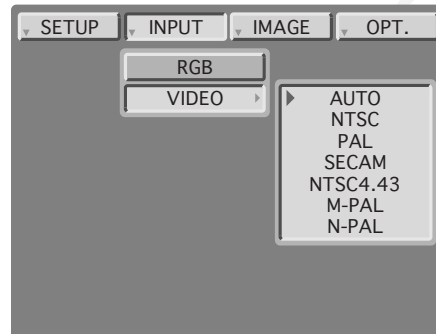 SETUP INPUT IMAGE OPT.
RGB
VIDEO
AUTO
NTSC
PAL
SECAM
NTSC4.43
M-PAL
N-PAL